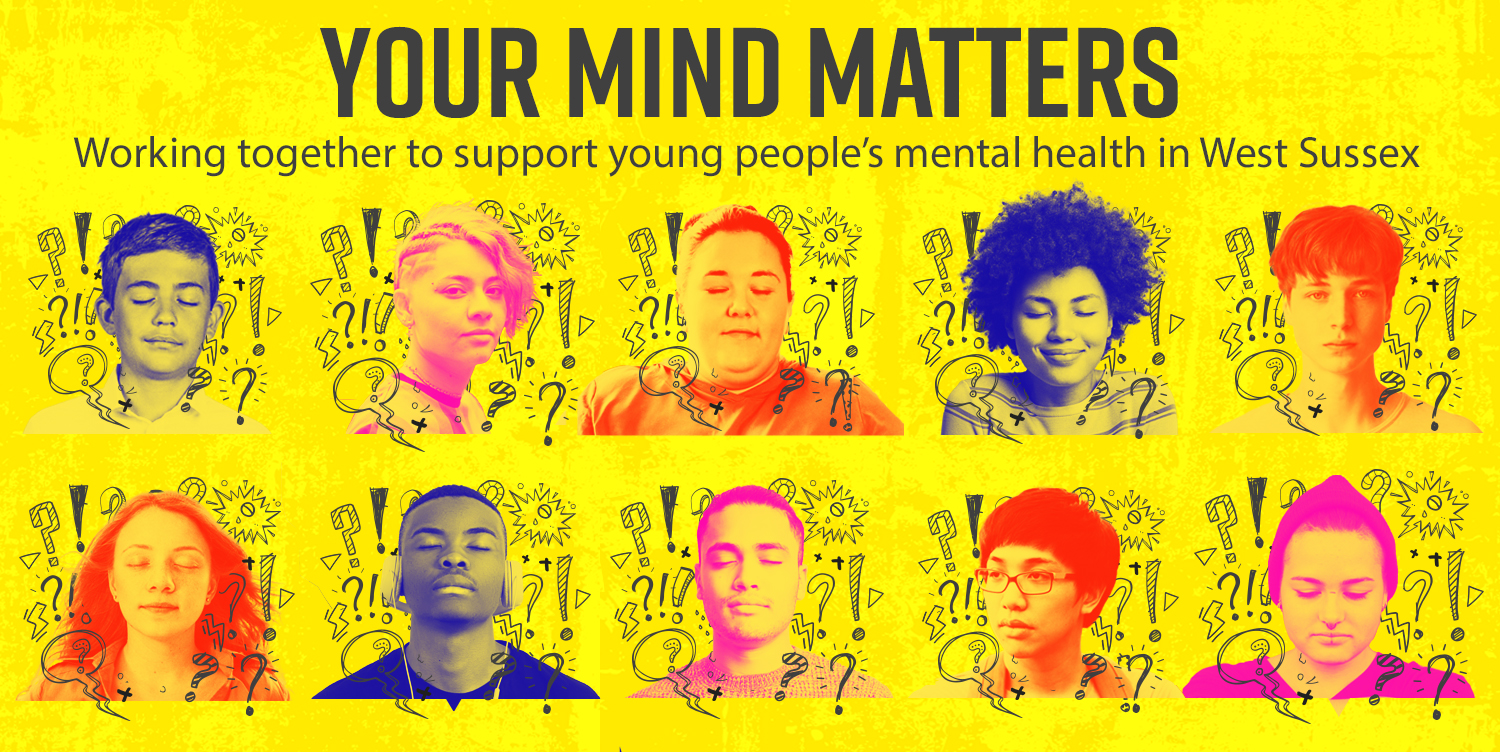 YOUR MIND MATTERS
Working together to support young people's mental health in West Sussex